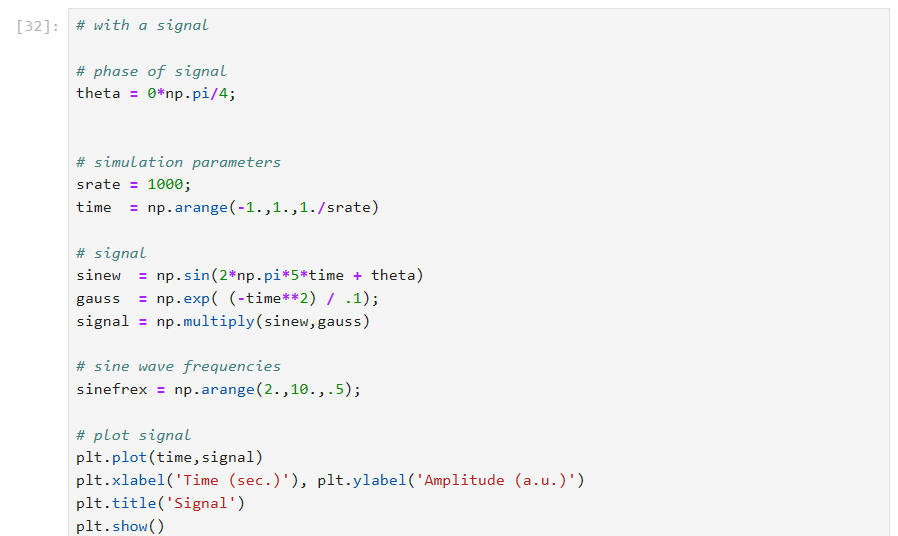 [32]: # with a signal
# phase of signal
theta = 0*np.pi/4;
# simulation parameters
srate = 1000;
time  = np.arange(-1.,1.,1./srate)
# signal
sinew  = np.sin(2*np.pi*5*time + theta)
gauss  = np.exp( (-time**2) / .1);
signal = np.multiply(sinew,gauss)
# sine wave frequencies
sinefrex = np.arange(2.,10.,.5);
# plot signal
plt.plot(time,signal)
plt.xlabel('Time (sec.)'), plt.ylabel('Amplitude (a.u.)')
plt.title('Signal')
plt.show()